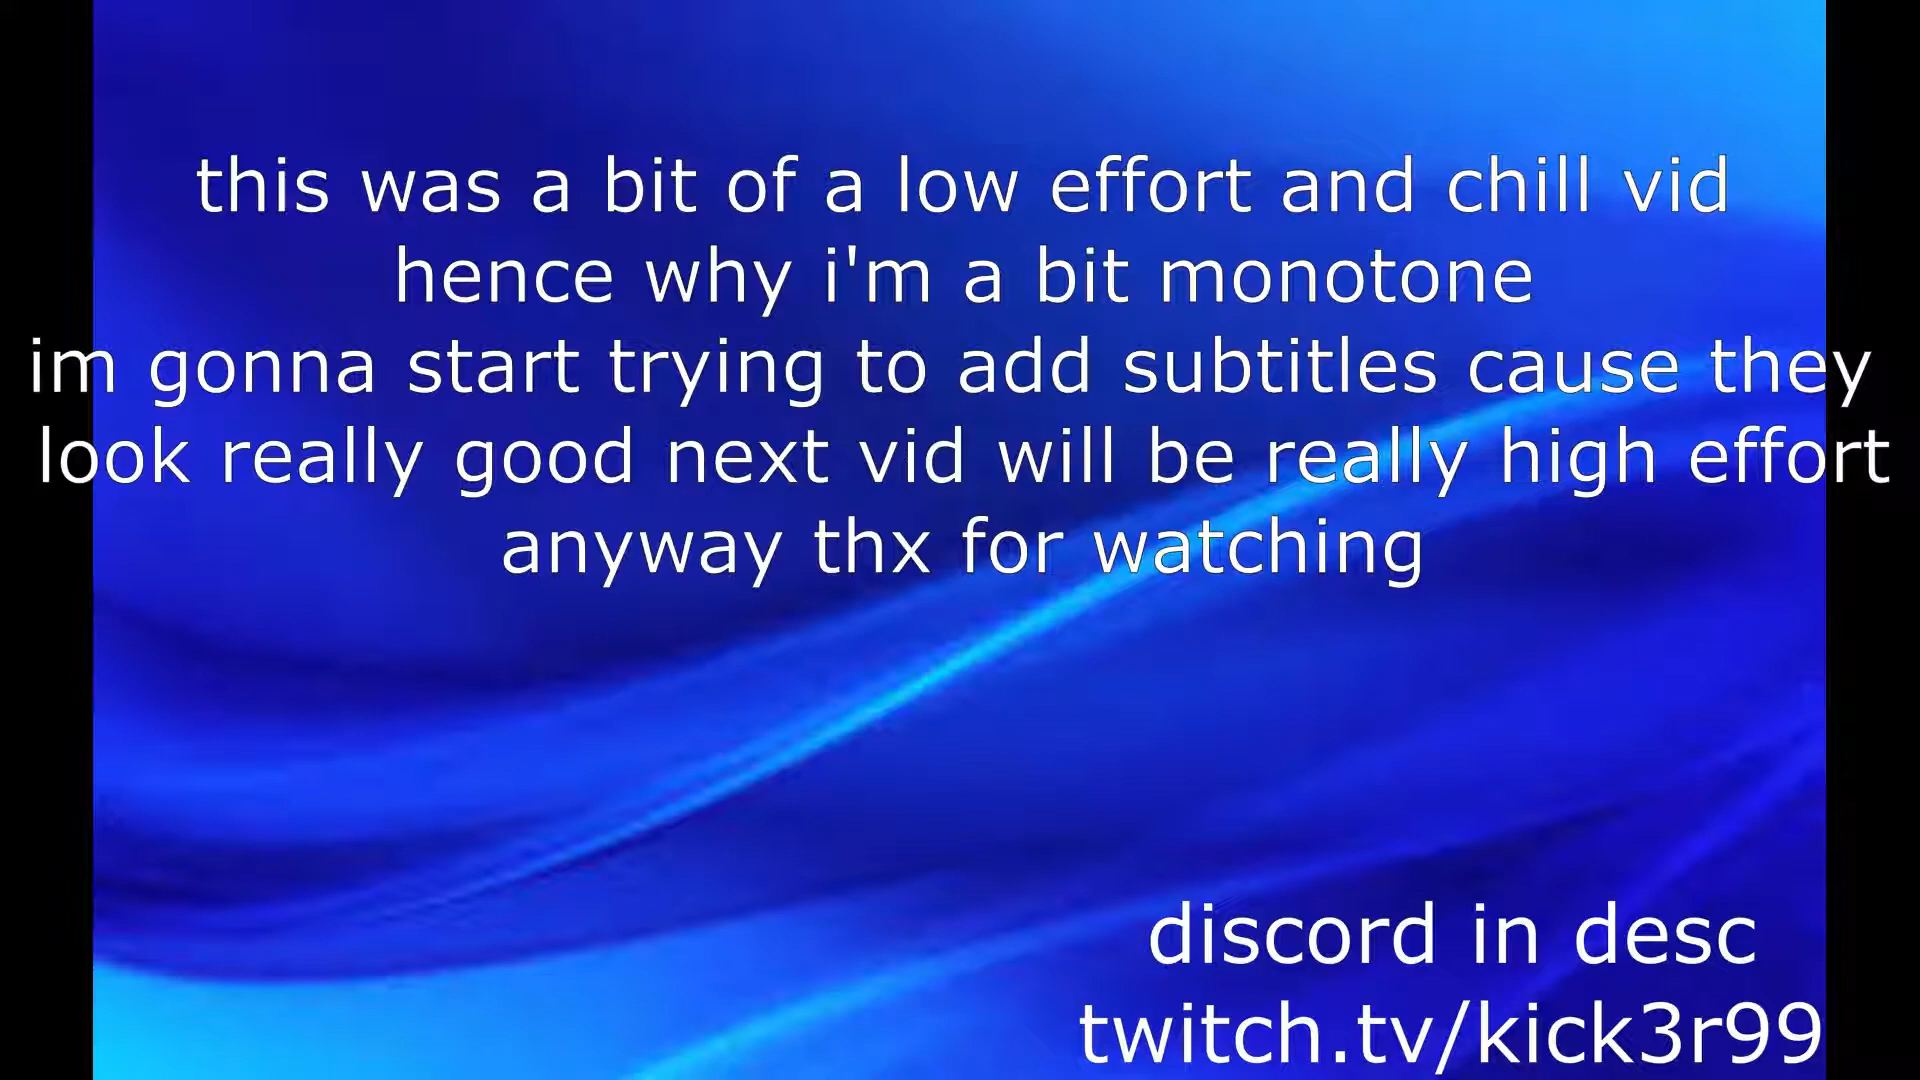 this was a bit of a low effort and chill vid
hence why i'm a bit monotone
im gonna start trying to add subtitles cause they
look really good next vid will be really high effort
anyway thx for watching
discord in desc
twitch.tv/kick3r99